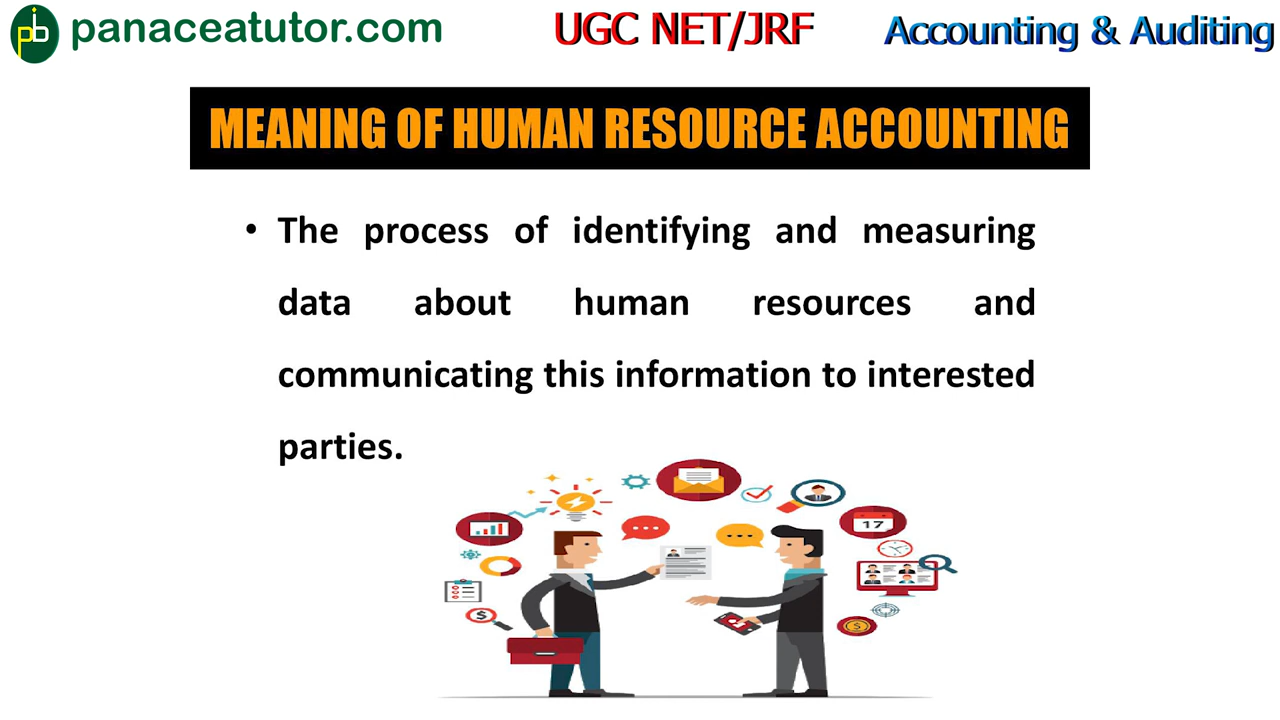 pib panaceatutor.com
UGC NET/JRF
Accounting & Auditing
MEANING OF HUMAN RESOURCE ACCOUNTING
• The process of identifying and measuring
data about human resources and
communicating this information to interested
parties.
17
$
$